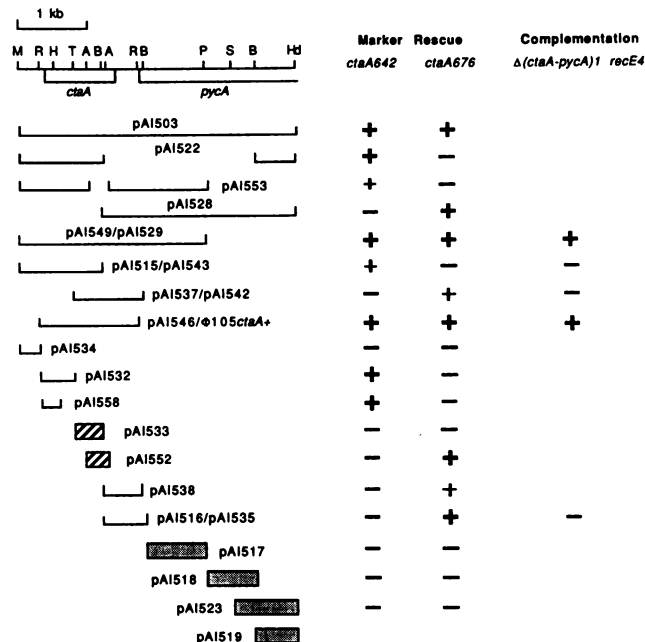 1 kb
M R H T A B A R B P S B Hd
ctaA pycA
Marker Rescue Complementation
ctaA642 ctaA676 Δ(ctaA-pycA)1 recE4
pAI503 + +
pAI522 + −
pAI553 + −
pAI528 − +
pAI549/pAI529 + + +
pAI515/pAI543 + − −
pAI537/pAI542 − + −
pAI546/Φ105ctaA+ + + +
pAI534 − −
pAI532 + −
pAI558 + −
pAI533 − −
pAI552 − +
pAI538 − +
pAI516/pAI535 − + −
pAI517 − −
pAI518 − −
pAI523 − −
pAI519